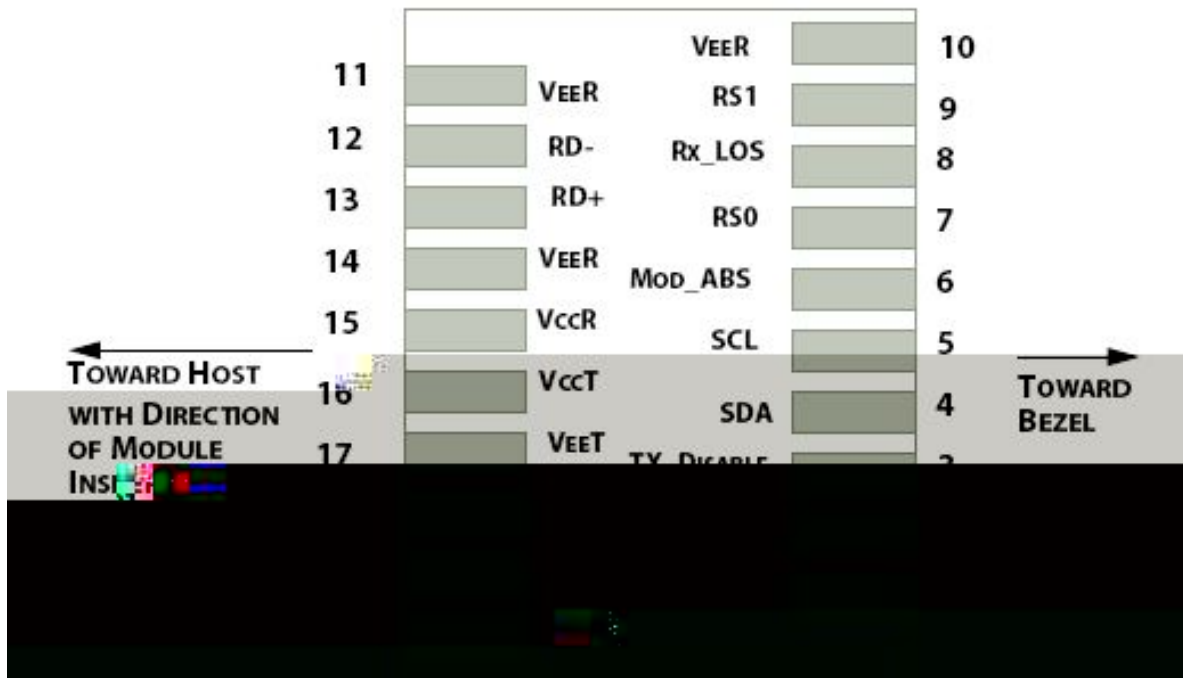 VEER 10
11 VEER
RS1 9
12 RD-
Rx_LOS 8
13 RD+
RS0 7
14 VEER
MOD_ABS 6
15 VCCR
SCL 5
TOWARD HOST
WITH DIRECTION
OF MODULE
16 VCCT
SDA 4
TOWARD
BEZEL
17 VEET
TX_DISABLE